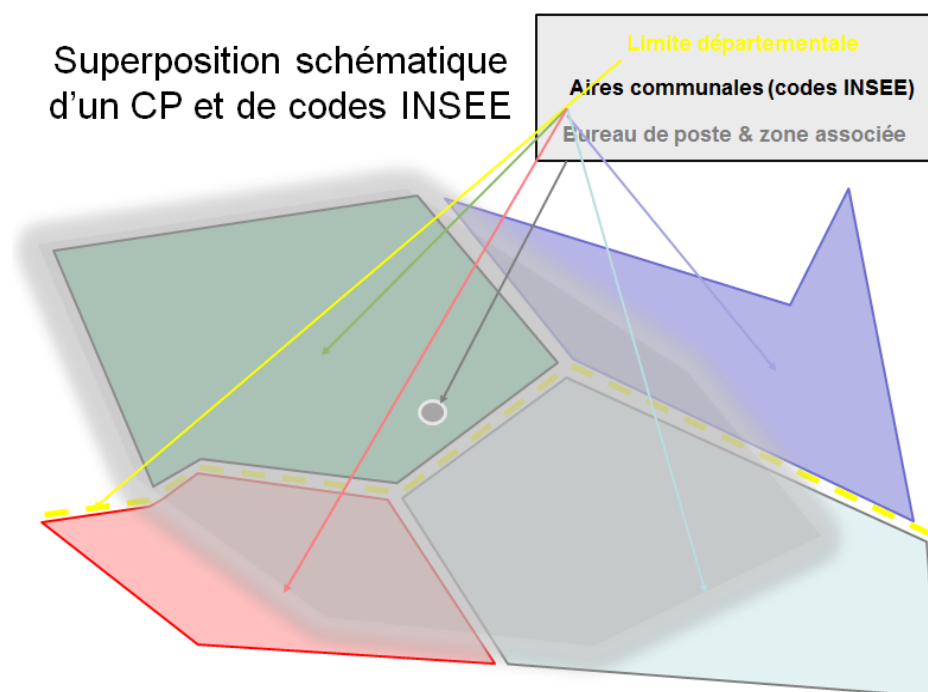 Superposition schématique
d'un CP et de codes INSEE
Limite départementale
Aires communales (codes INSEE)
Bureau de poste & zone associée